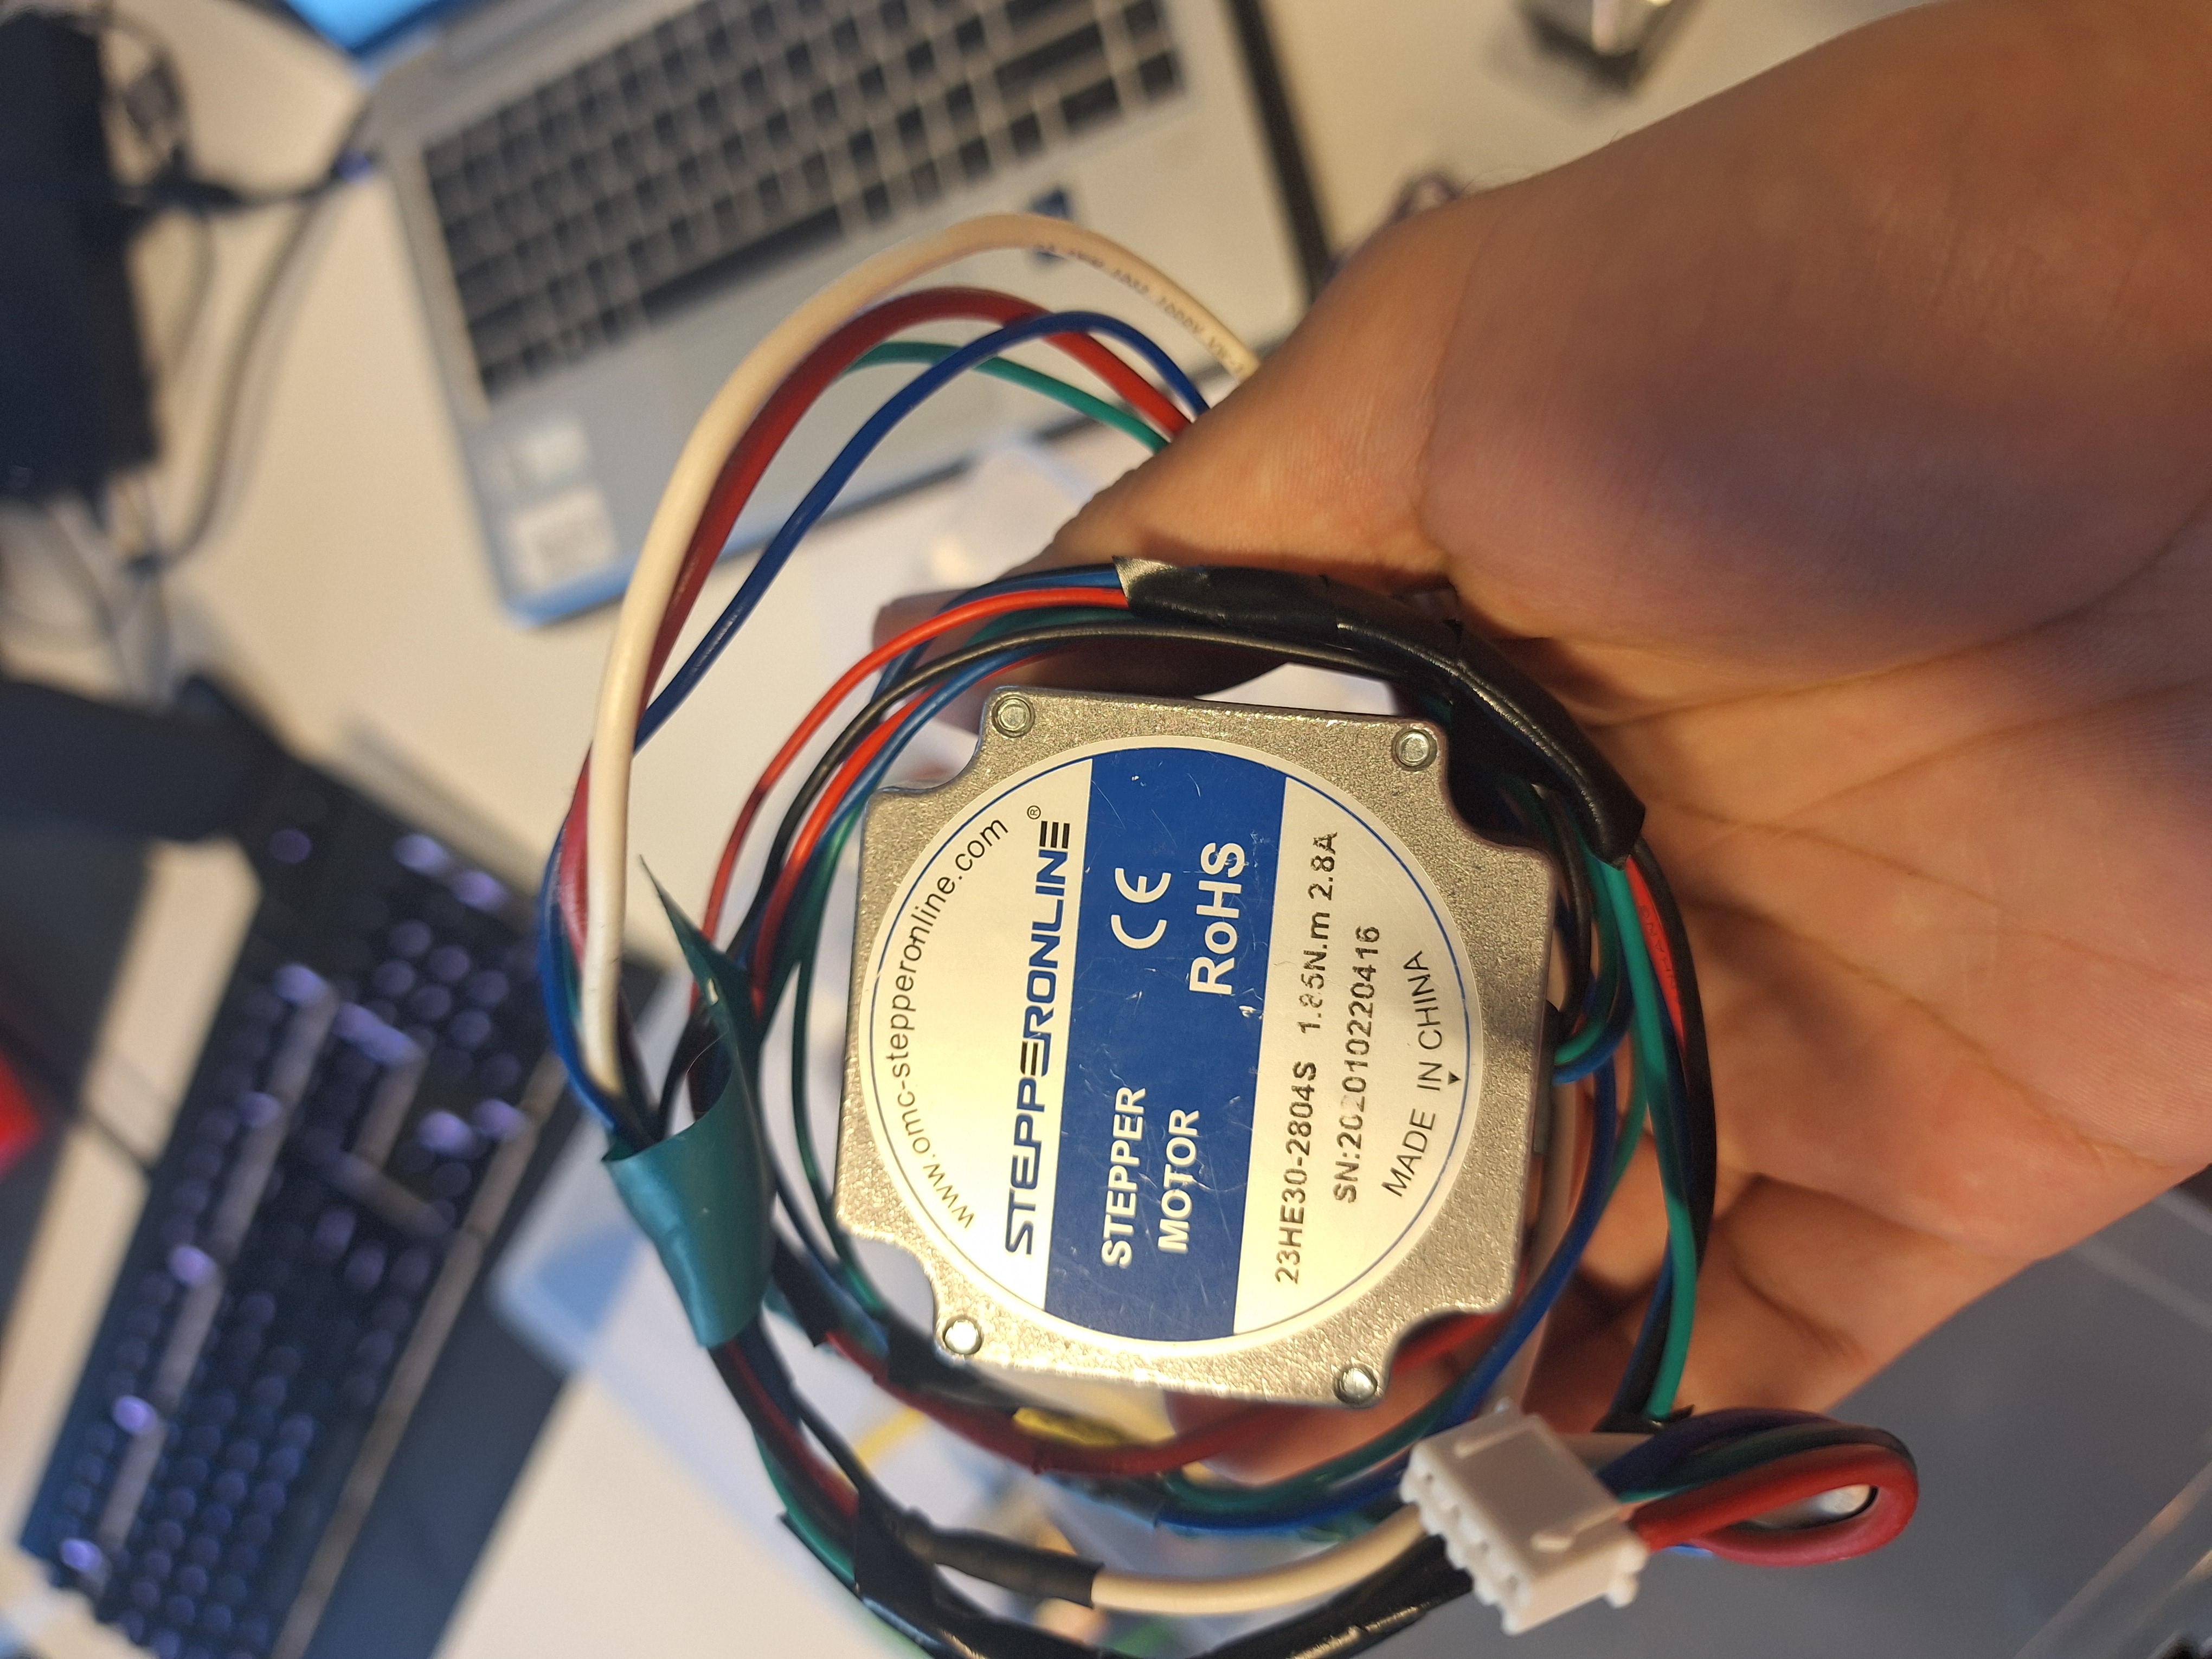 www.omc-stepperonline.com
STEPPERONLINE®
STEPPER
MOTOR
CE
RoHS
23HE30-2804S 1.85N.m 2.8A
SN:202010220416
MADE IN CHINA